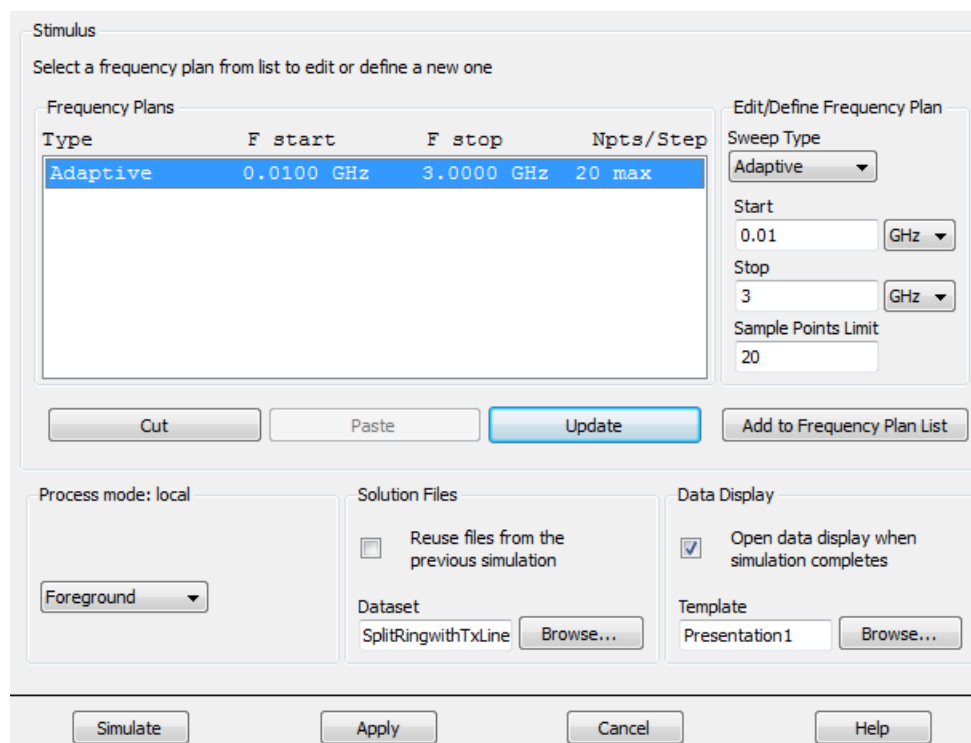 Stimulus
Select a frequency plan from list to edit or define a new one
Frequency Plans
Type F start F stop Npts/Step
Adaptive 0.0100 GHz 3.0000 GHz 20 max
Edit/Define Frequency Plan
Sweep Type
Adaptive
Start
0.01 GHz
Stop
3 GHz
Sample Points Limit
20
Cut Paste Update Add to Frequency Plan List
Process mode: local
Foreground
Solution Files
Reuse files from the
previous simulation
Dataset
SplitRingwithTxLine Browse...
Data Display
Open data display when
simulation completes
Template
Presentation1 Browse...
Simulate Apply Cancel Help